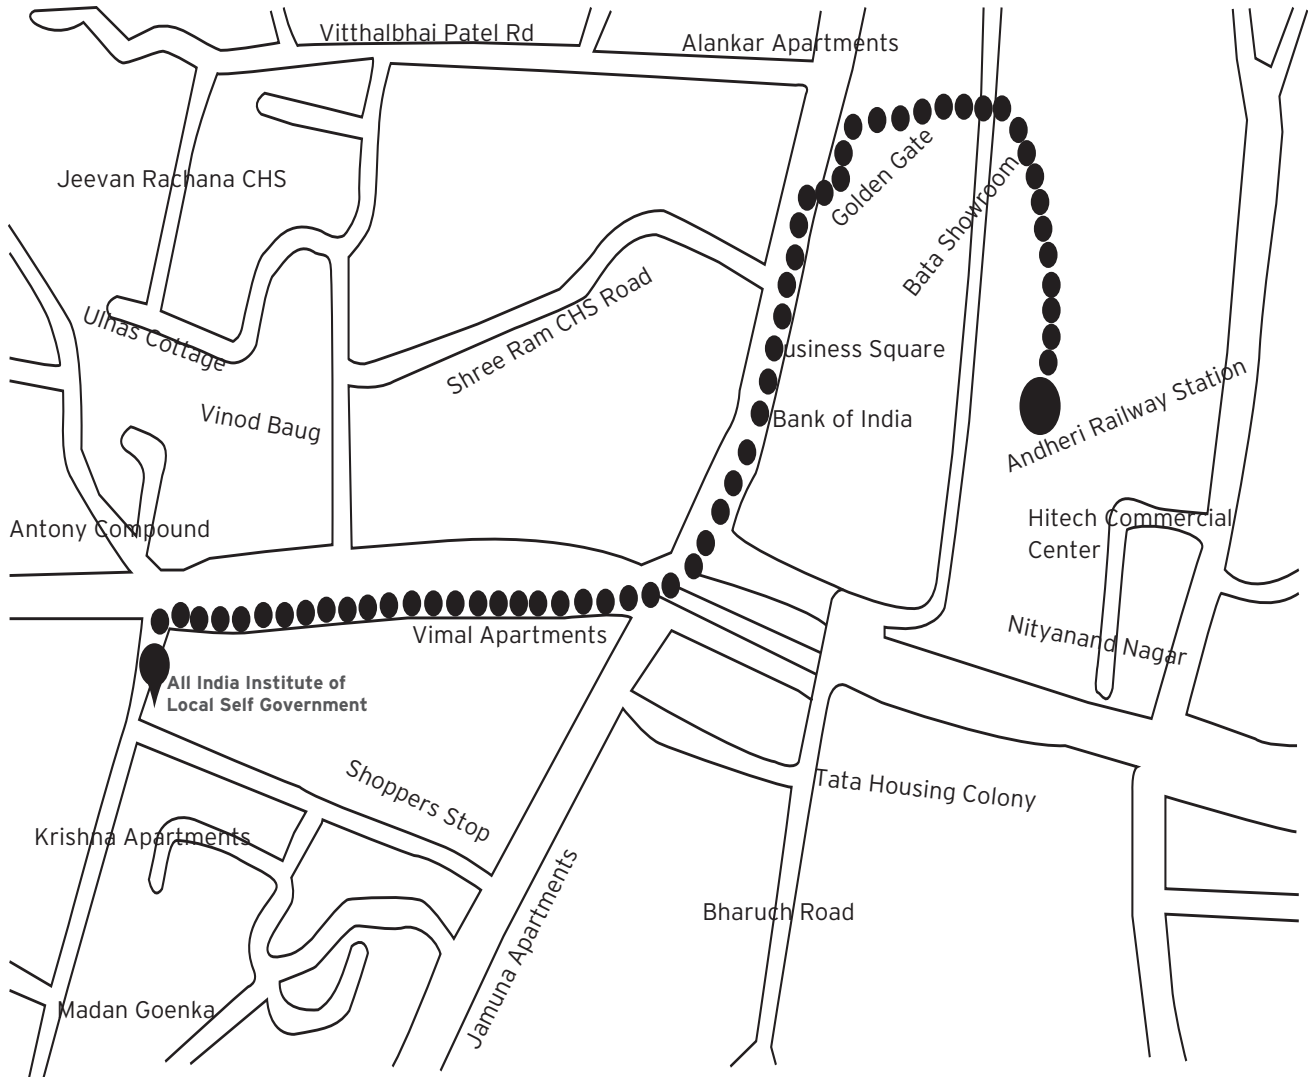 Vitthalbhai Patel Rd
Alankar Apartments
Jeevan Rachana CHS
Golden Gate
Bata Showroom
Ulhas Cottage
Shree Ram CHS Road
usiness Square
Vinod Baug
Bank of India
Andheri Railway Station
Antony Compound
Hitech Commercial
Center
Vimal Apartments
Nityanand Nagar
All India Institute of
Local Self Government
Shoppers Stop
Tata Housing Colony
Krishna Apartments
Jamuna Apartments
Bharuch Road
Madan Goenka